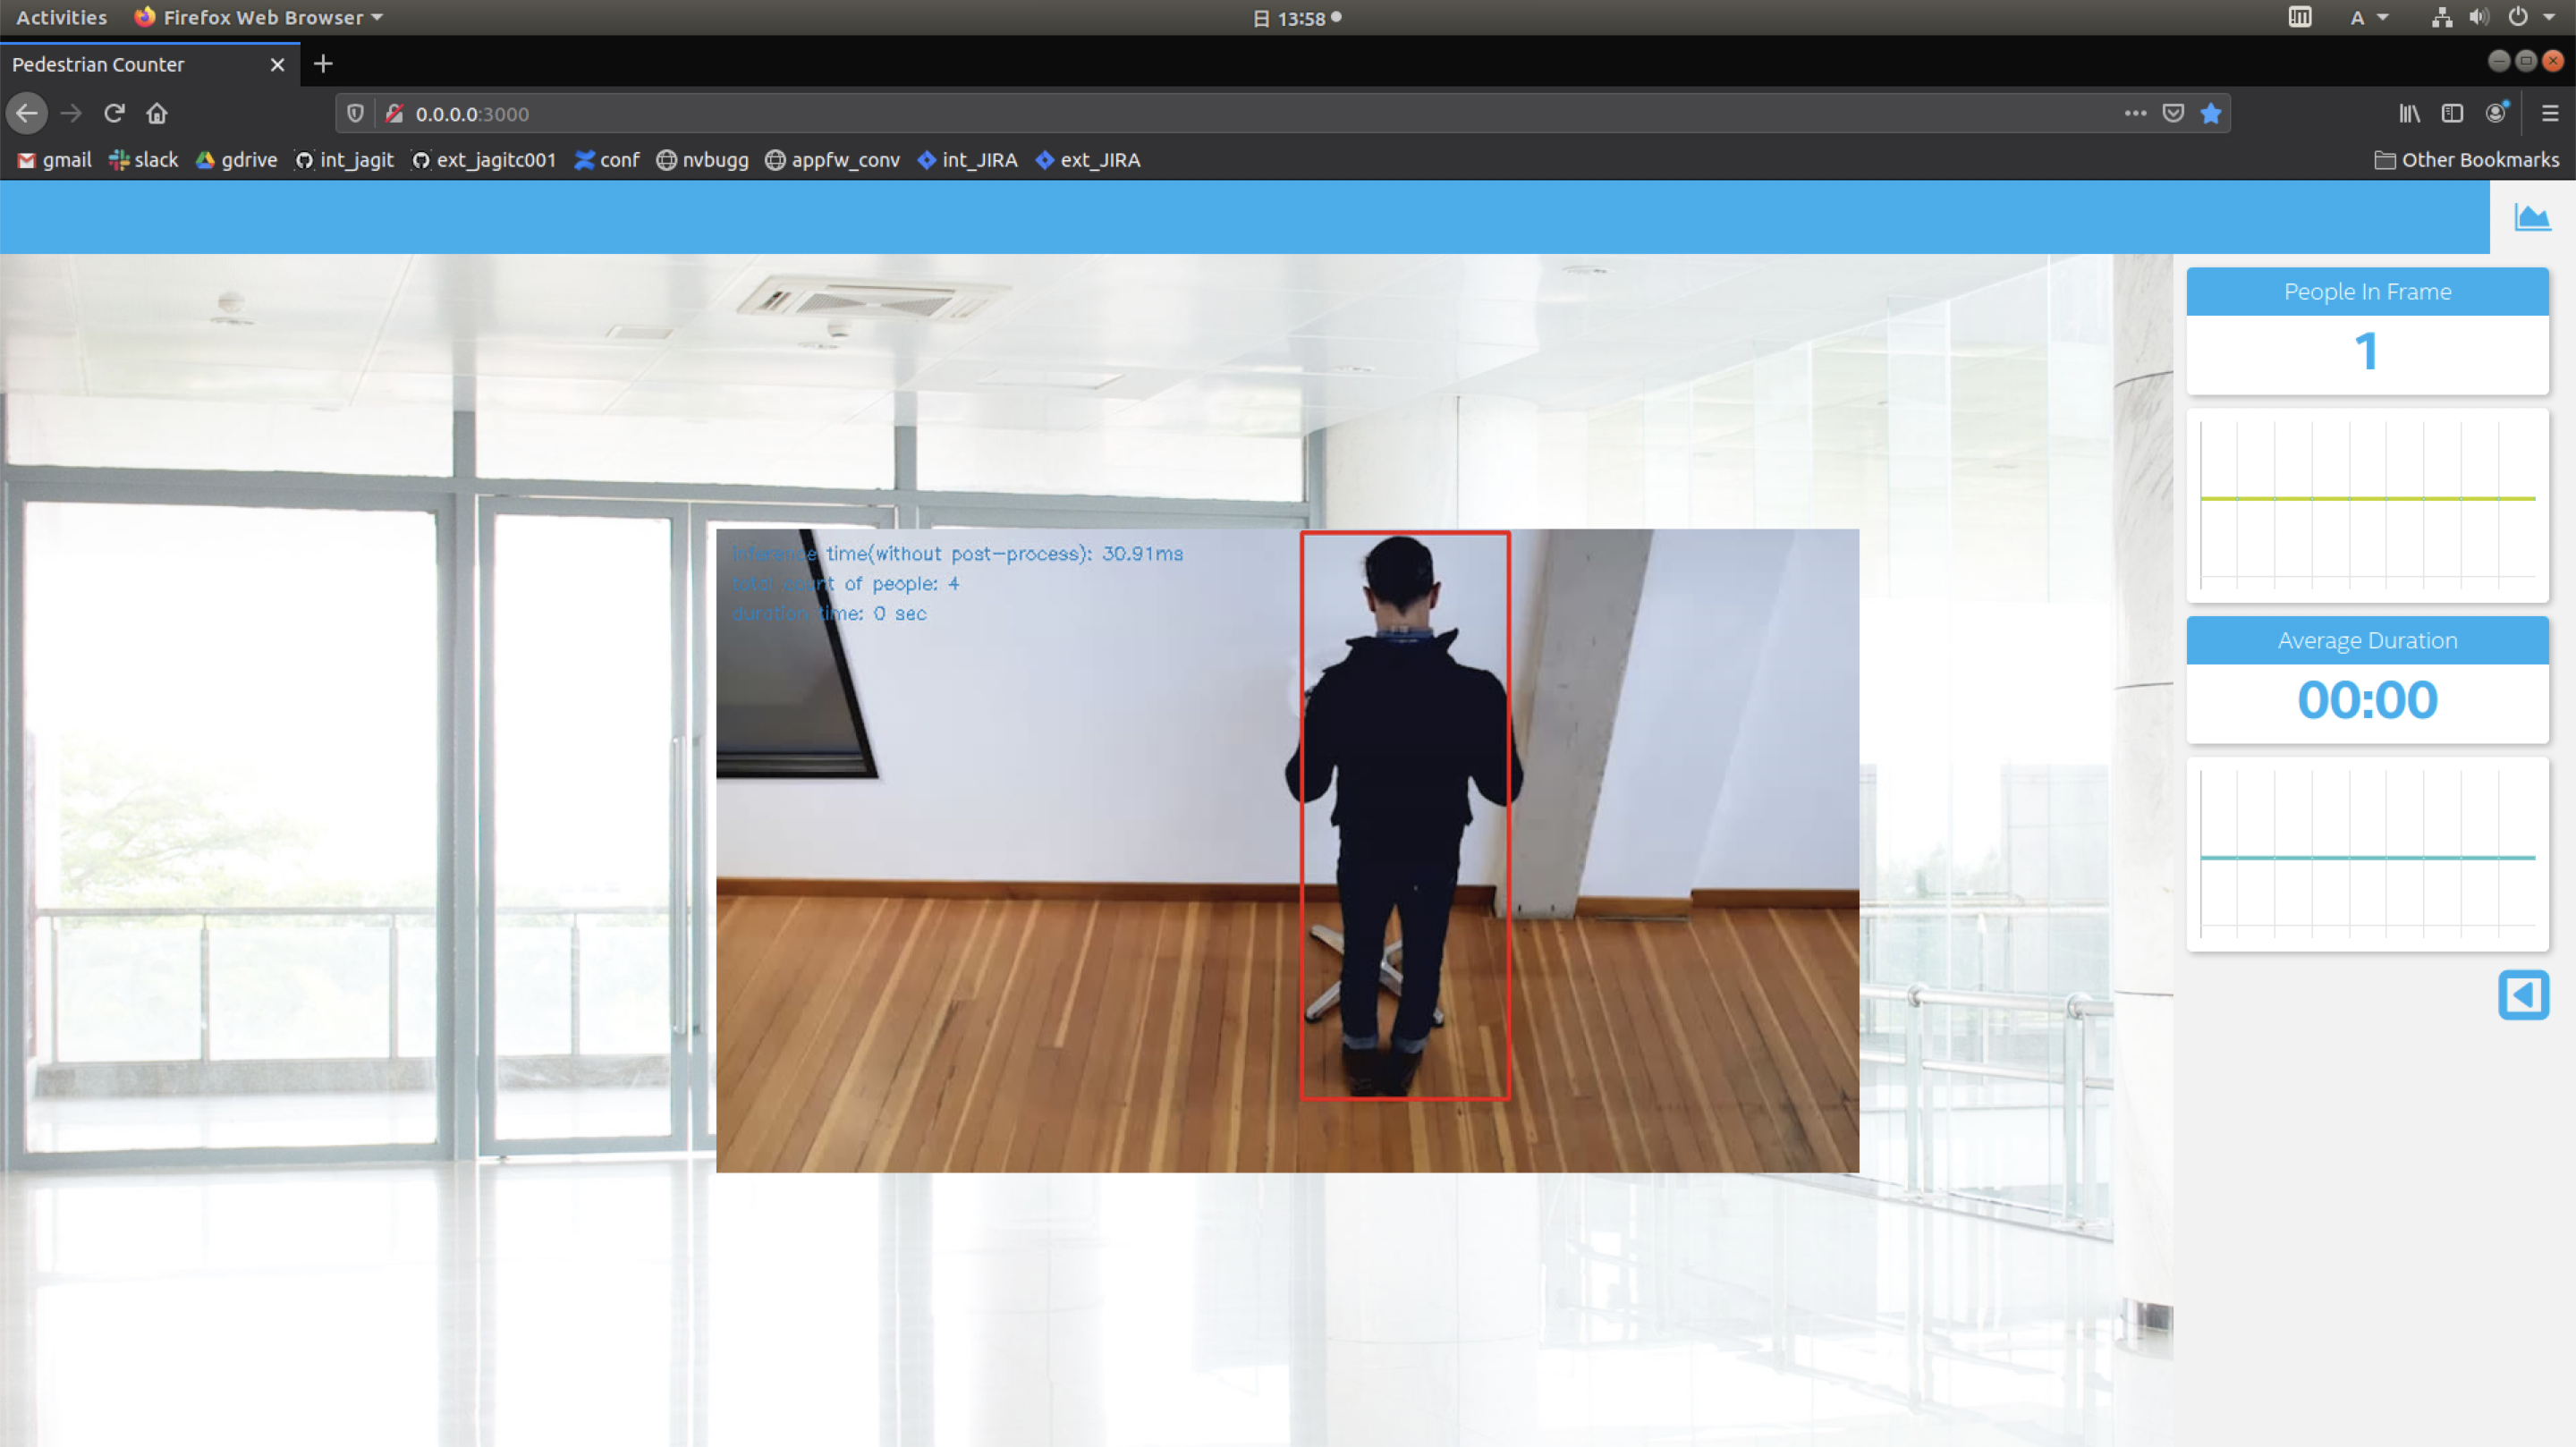 Activities Firefox Web Browser 日 13:58 A
Pedestrian Counter
0.0.0.0:3000
gmail slack gdrive int_jagit ext_jagitc001 conf nvbugg appfw_conv int_JIRA ext_JIRA Other Bookmarks
People In Frame
1
inference time(without post-process): 30.91ms
total count of people: 4
duration time: 0 sec
Average Duration
00:00